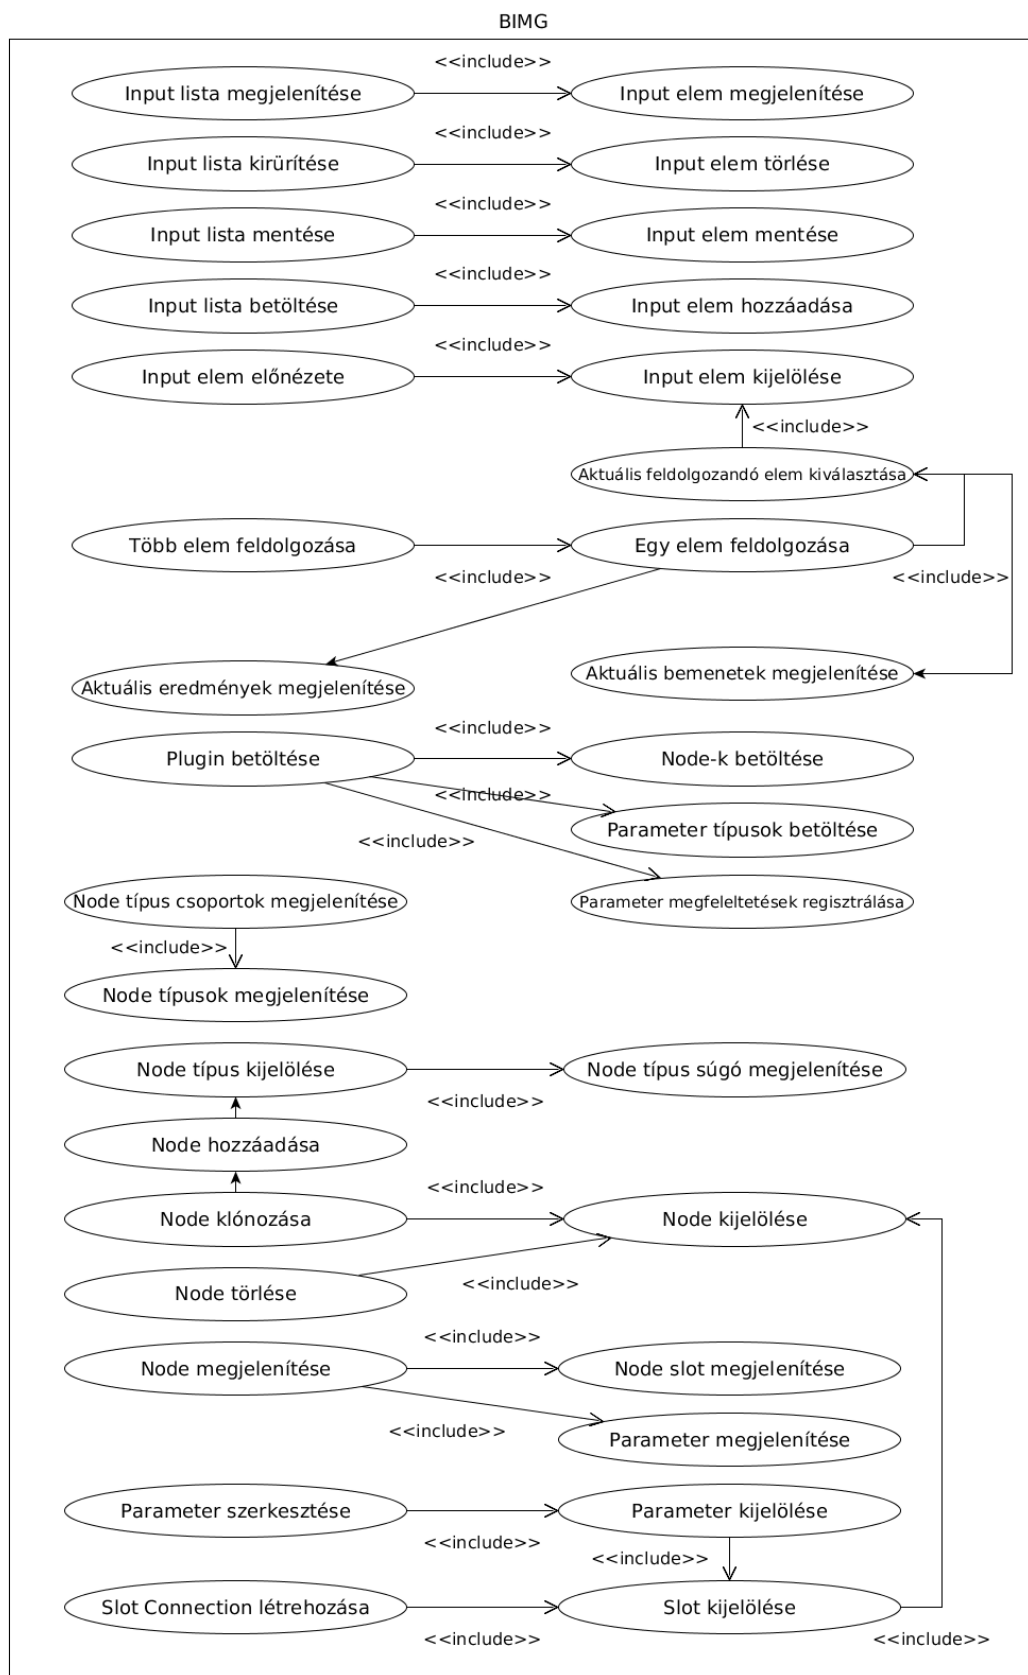 BIMG
<<include>>
Input lista megjelenítése
Input elem megjelenítése
<<include>>
Input lista kirürítése
Input elem törlése
<<include>>
Input lista mentése
Input elem mentése
<<include>>
Input lista betöltése
Input elem hozzáadása
<<include>>
Input elem előnézete
Input elem kijelölése
<<include>>
Aktuális feldolgozandó elem kiválasztása
Több elem feldolgozása
Egy elem feldolgozása
<<include>>
<<include>>
Aktuális eredmények megjelenítése
Aktuális bemenetek megjelenítése
<<include>>
Plugin betöltése
Node-k betöltése
<<include>>
Parameter típusok betöltése
<<include>>
Node típus csoportok megjelenítése
Parameter megfeleltetések regisztrálása
<<include>>
Node típusok megjelenítése
Node típus kijelölése
Node típus súgó megjelenítése
<<include>>
Node hozzáadása
<<include>>
Node klónozása
Node kijelölése
<<include>>
Node törlése
<<include>>
Node megjelenítése
Node slot megjelenítése
<<include>>
Parameter megjelenítése
Parameter szerkesztése
Parameter kijelölése
<<include>>
<<include>>
Slot Connection létrehozása
Slot kijelölése
<<include>>
<<include>>